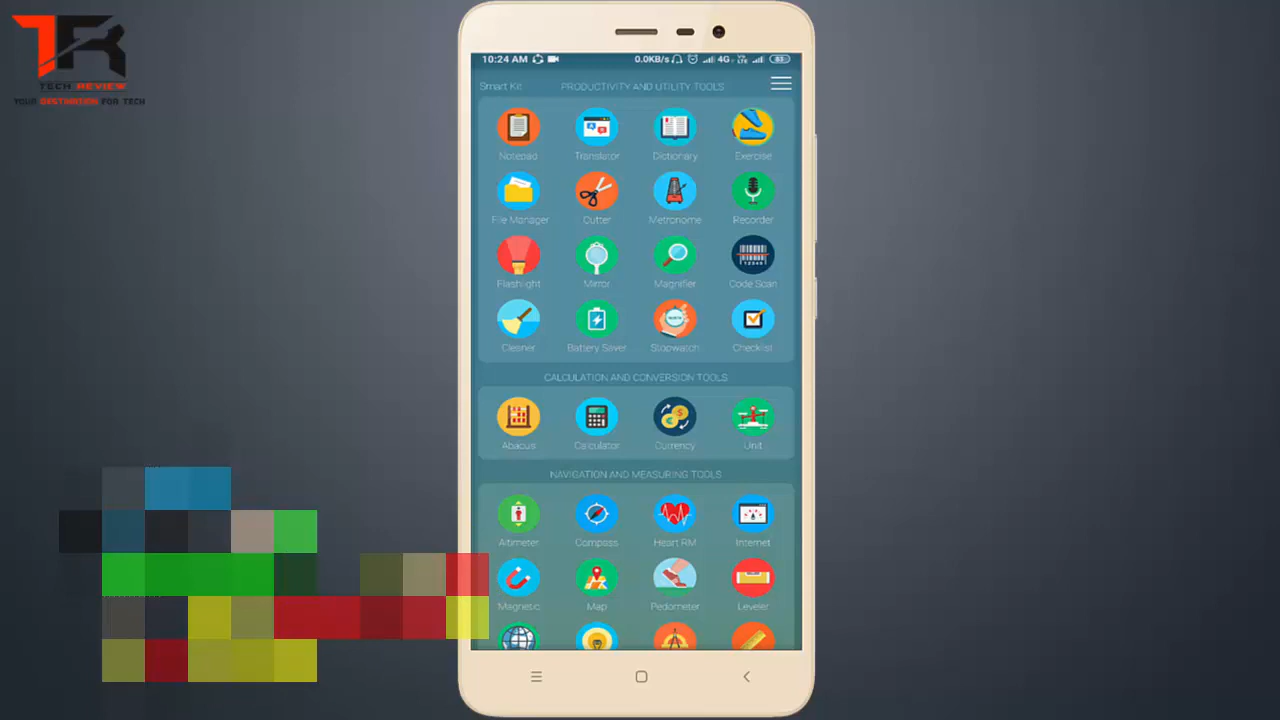 TECH REVIEW
YOUR DESTINATION FOR TECH
10:24 AM
0.0KB/s
4G
VoLTE
83
Smart Kit
PRODUCTIVITY AND UTILITY TOOLS
Notepad Translator Dictionary Exercise
File Manager Cutter Metronome Recorder
Flashlight Mirror Magnifier Code Scan
Cleaner Battery Saver Stopwatch Checklist
CALCULATION AND CONVERSION TOOLS
Abacus Calculator Currency Unit
NAVIGATION AND MEASURING TOOLS
Altimeter Compass Heart RM Internet
Magnetic Map Pedometer Leveler